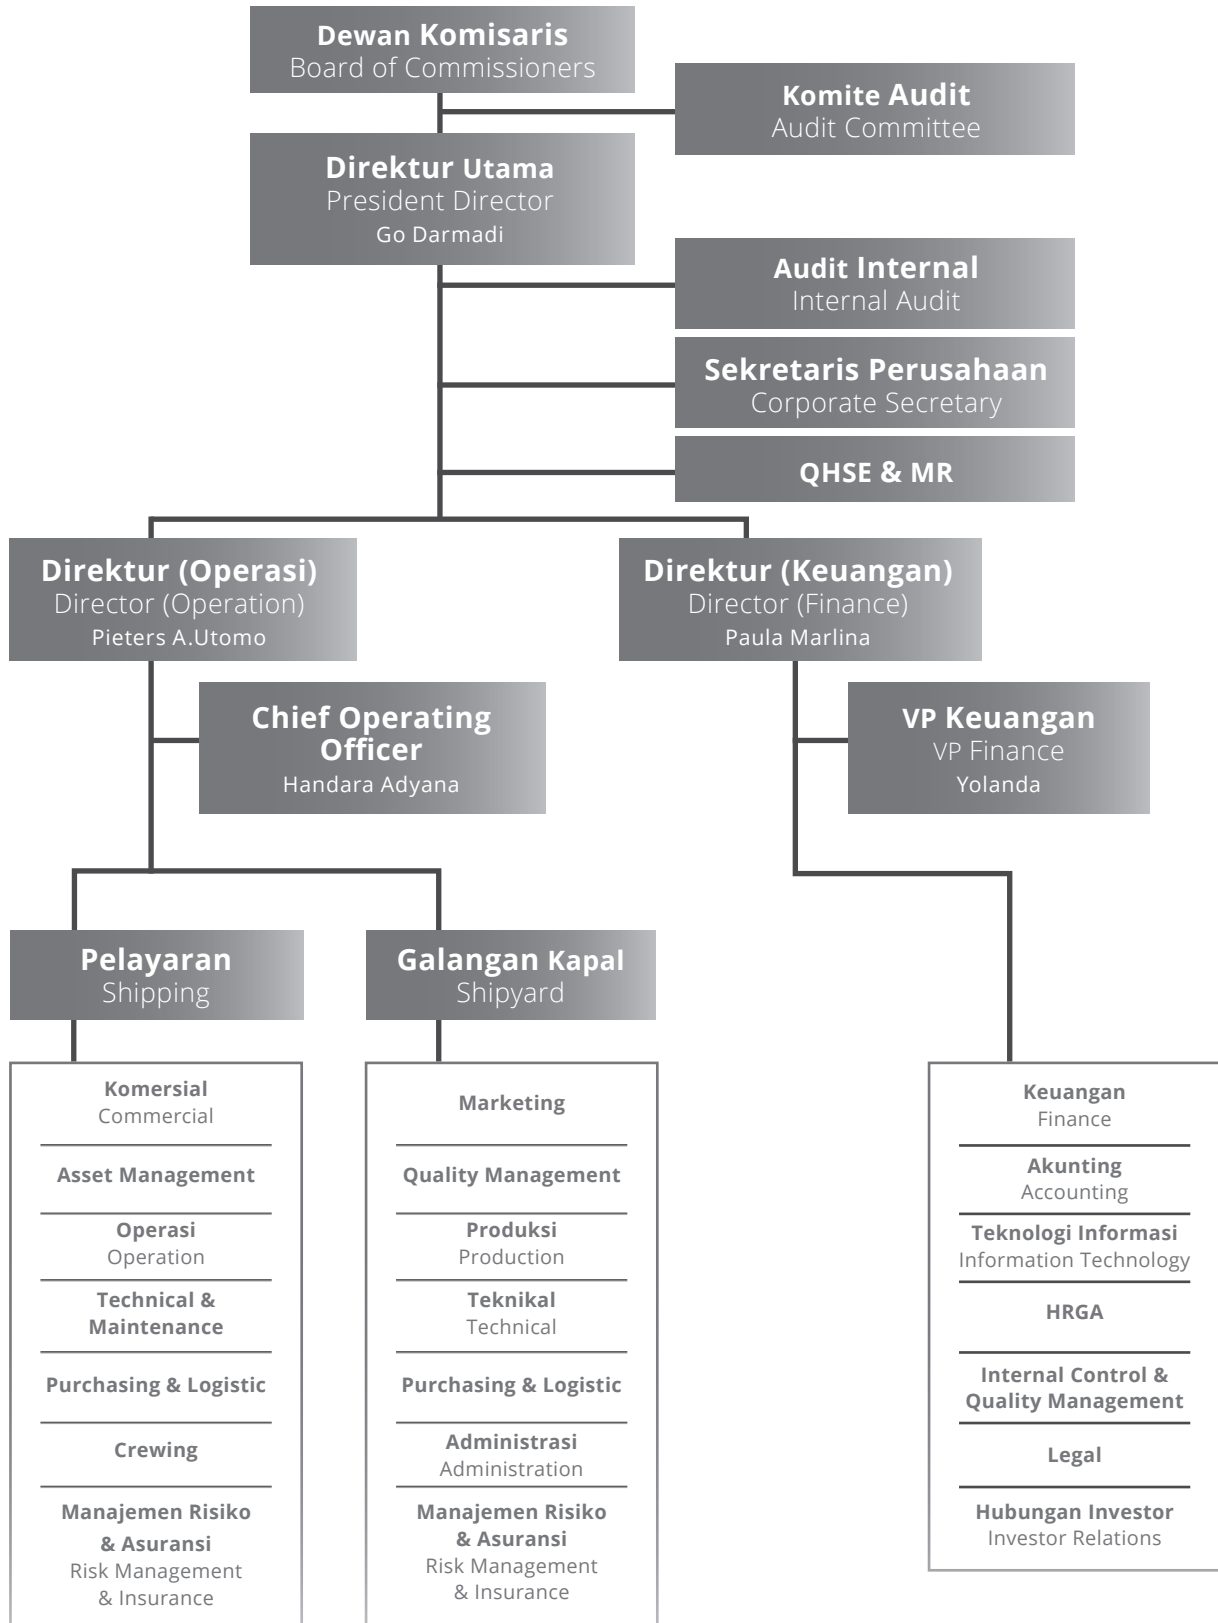 Dewan Komisaris
Board of Commissioners
Komite Audit
Audit Committee
Direktur Utama
President Director
Go Darmadi
Audit Internal
Internal Audit
Sekretaris Perusahaan
Corporate Secretary
QHSE & MR
Direktur (Operasi)
Director (Operation)
Pieters A.Utomo
Direktur (Keuangan)
Director (Finance)
Paula Marlina
Chief Operating
Officer
Handara Adyana
VP Keuangan
VP Finance
Yolanda
Pelayaran
Shipping
Galangan Kapal
Shipyard
Komersial
Commercial
Asset Management
Operasi
Operation
Technical &
Maintenance
Purchasing & Logistic
Crewing
Manajemen Risiko
& Asuransi
Risk Management
& Insurance
Marketing
Quality Management
Produksi
Production
Teknikal
Technical
Purchasing & Logistic
Administrasi
Administration
Manajemen Risiko
& Asuransi
Risk Management
& Insurance
Keuangan
Finance
Akunting
Accounting
Teknologi Informasi
Information Technology
HRGA
Internal Control &
Quality Management
Legal
Hubungan Investor
Investor Relations